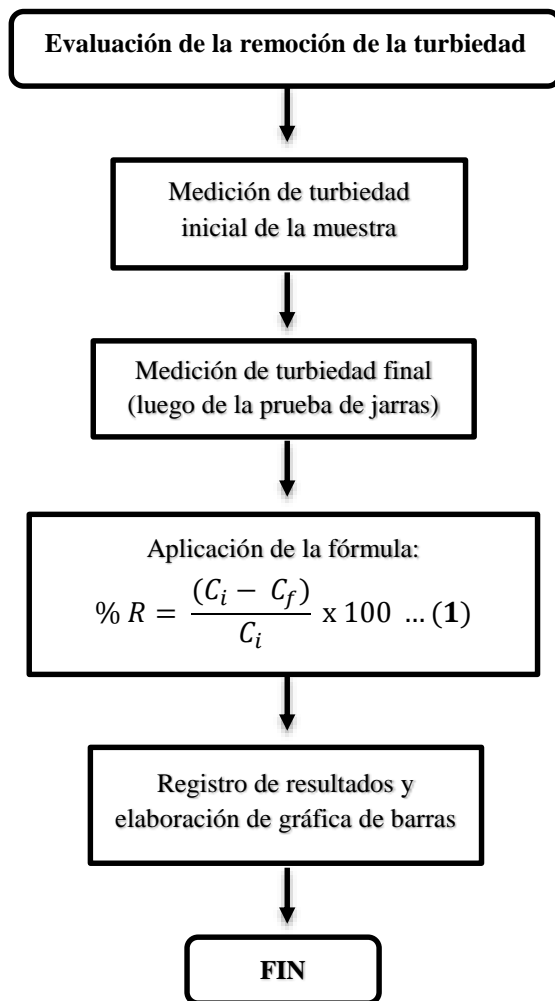 Evaluación de la remoción de la turbiedad
Medición de turbiedad
inicial de la muestra
Medición de turbiedad final
(luego de la prueba de jarras)
Aplicación de la fórmula:
% R = (C_i − C_f) / C_i x 100 … (1)
Registro de resultados y
elaboración de gráfica de barras
FIN